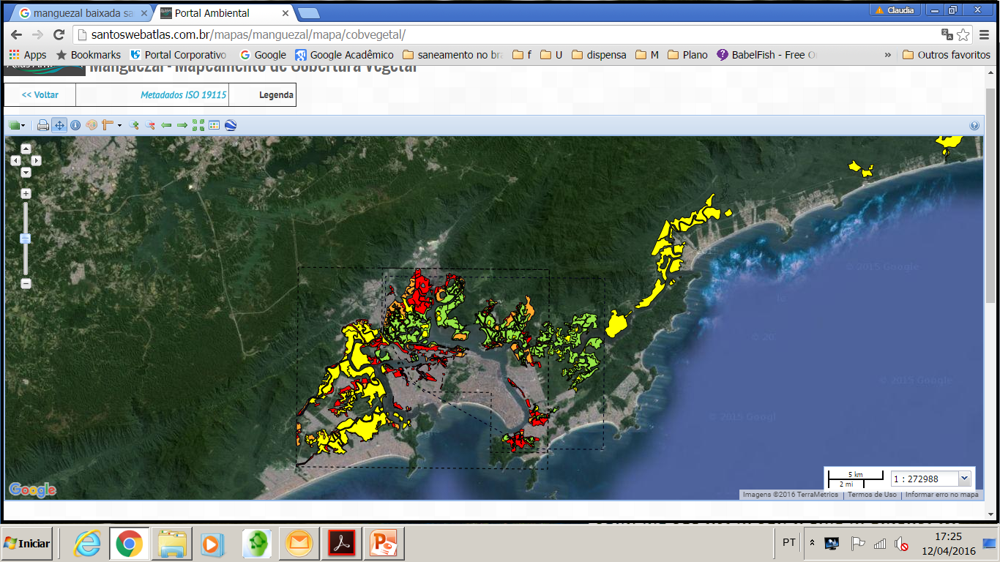 manguezal baixada sa
Portal Ambiental
Claudia
santoswebatlas.com.br/mapas/manguezal/mapa/cobvegetal/
Apps
Bookmarks
Portal Corporativo
Google
Google Acadêmico
saneamento no bra
f
U
dispensa
M
Plano
BabelFish - Free O
»
Outros favoritos
Manguezal - Mapeamento de Cobertura Vegetal
<< Voltar
Metadados ISO 19115
Legenda
© 2015 Google
© 2015 Google
© 2015 Googl
5 km
2 mi
1 : 272988
Google
Imagens ©2016 TerraMetrics
Termos de Uso
Informar erro no mapa
Iniciar
PT
17:25
12/04/2016